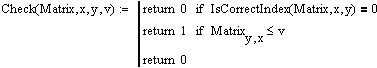 Check(Matrix,x,y,v) := return 0 if IsCorrectIndex(Matrix,x,y) = 0
return 1 if Matrix y,x ≤ v
return 0